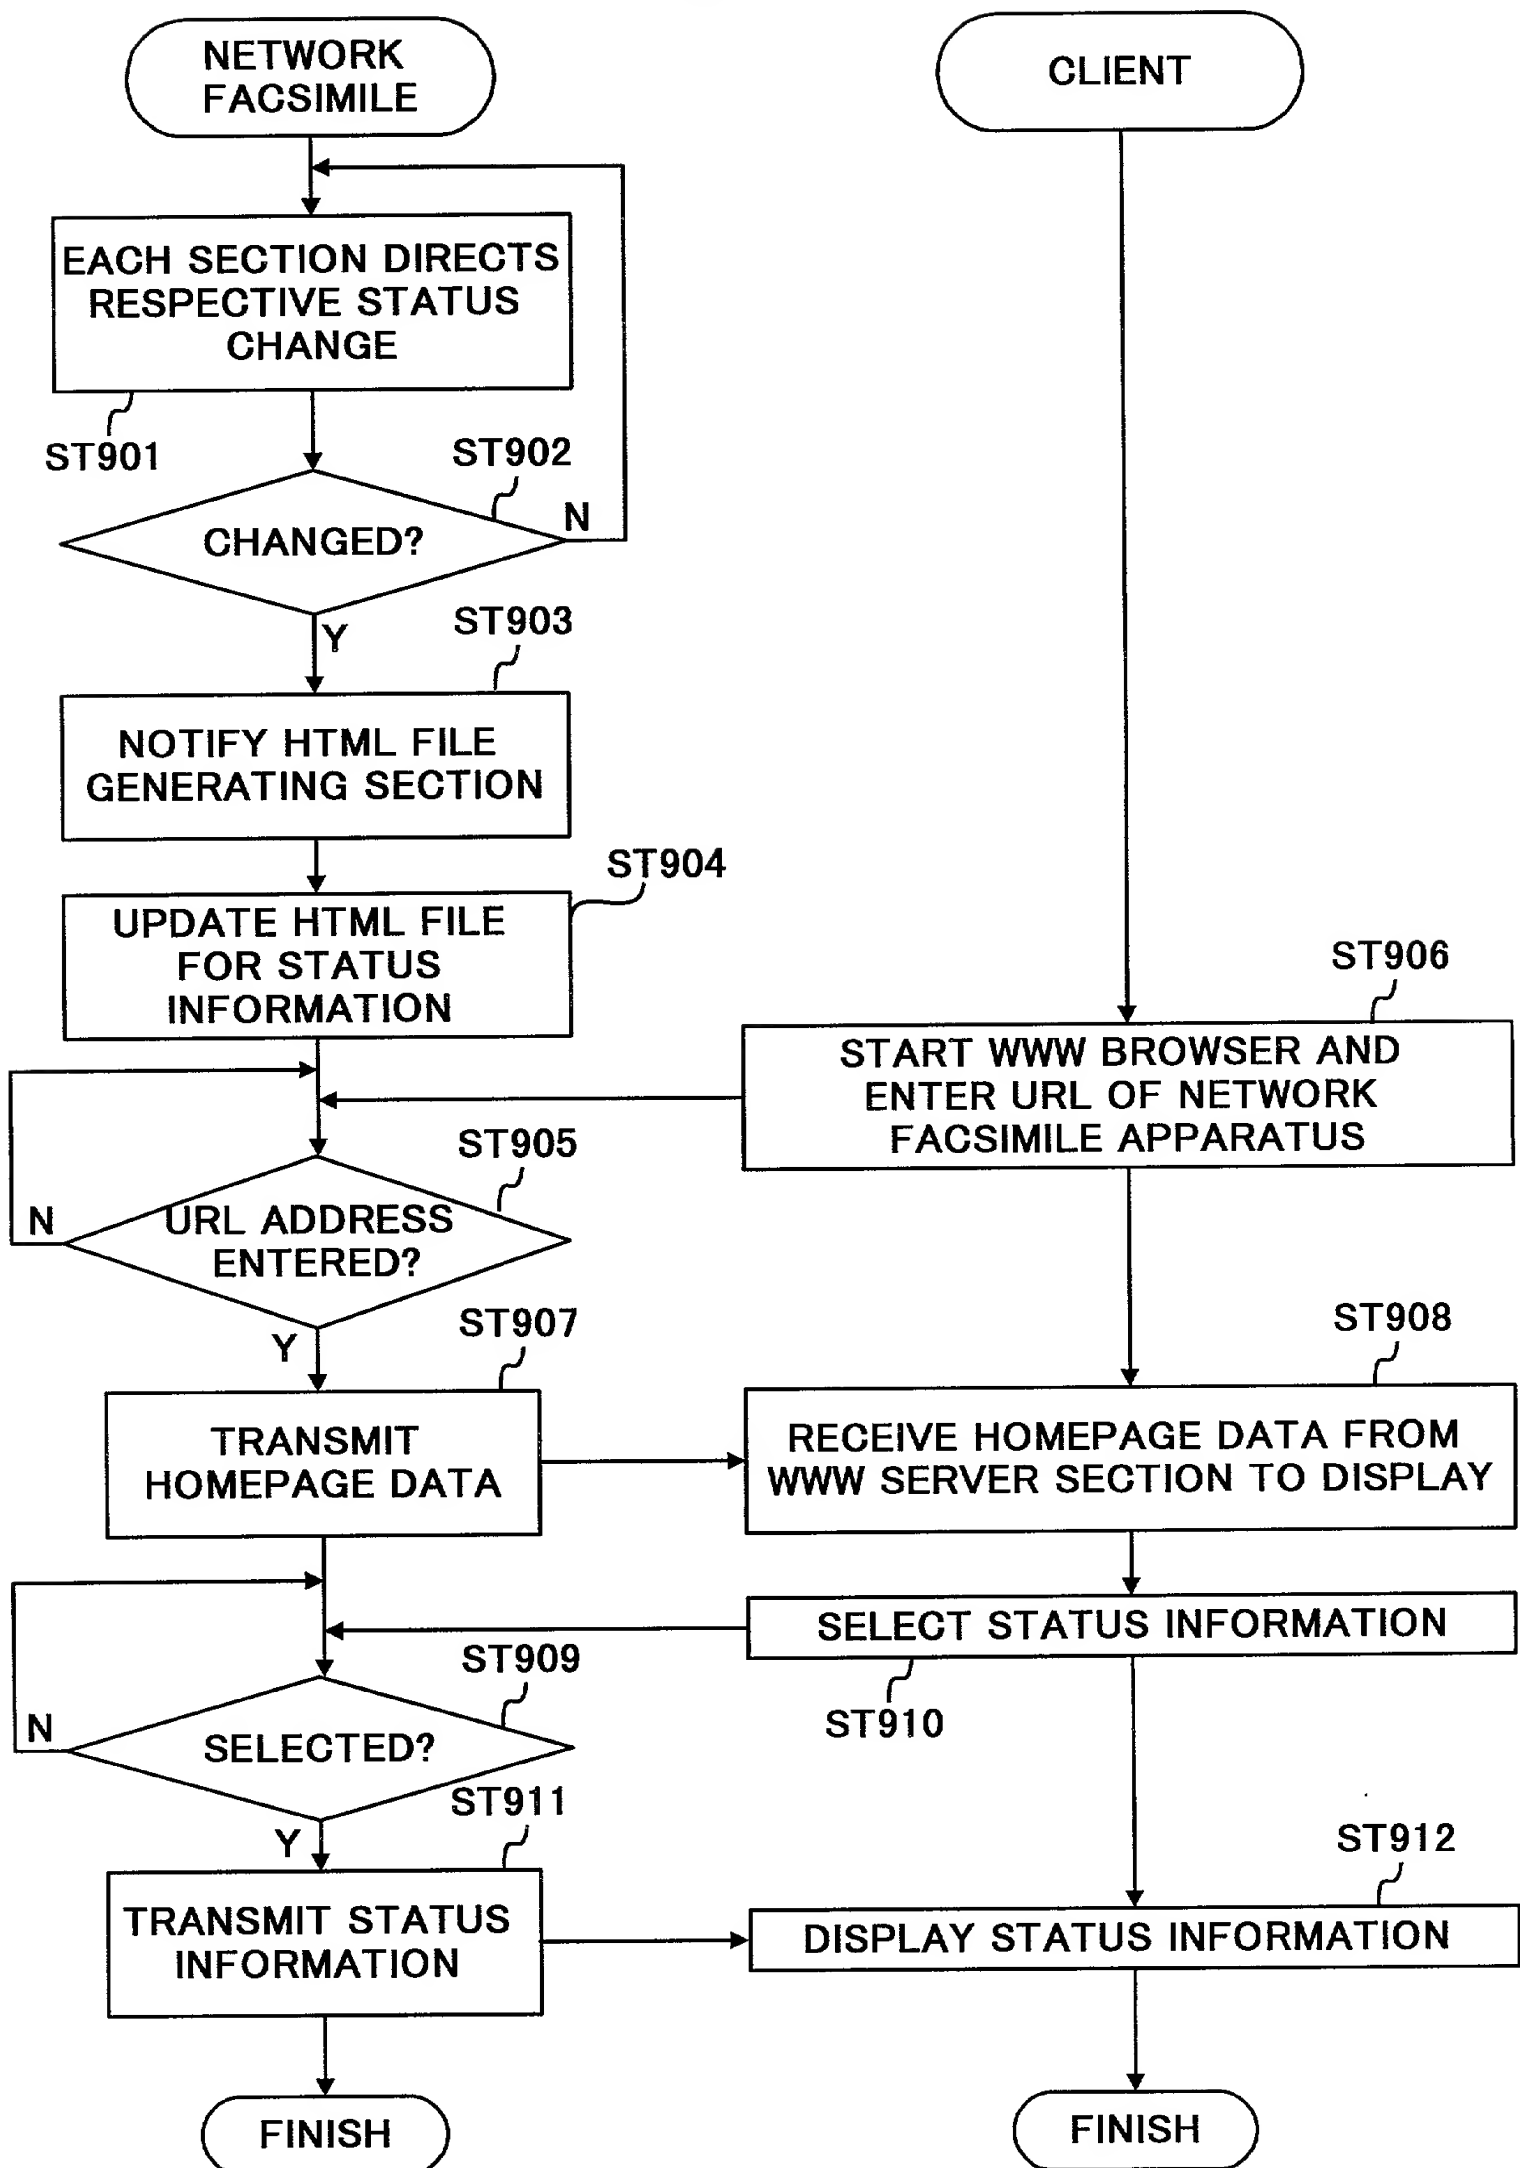 NETWORK
FACSIMILE
CLIENT
EACH SECTION DIRECTS
RESPECTIVE STATUS
CHANGE
ST901
ST902
CHANGED?
N
Y
ST903
NOTIFY HTML FILE
GENERATING SECTION
ST904
UPDATE HTML FILE
FOR STATUS
INFORMATION
ST906
START WWW BROWSER AND
ENTER URL OF NETWORK
FACSIMILE APPARATUS
ST905
URL ADDRESS
ENTERED?
N
Y
ST907
TRANSMIT
HOMEPAGE DATA
ST908
RECEIVE HOMEPAGE DATA FROM
WWW SERVER SECTION TO DISPLAY
SELECT STATUS INFORMATION
ST910
ST909
SELECTED?
N
Y
ST911
TRANSMIT STATUS
INFORMATION
ST912
DISPLAY STATUS INFORMATION
FINISH
FINISH